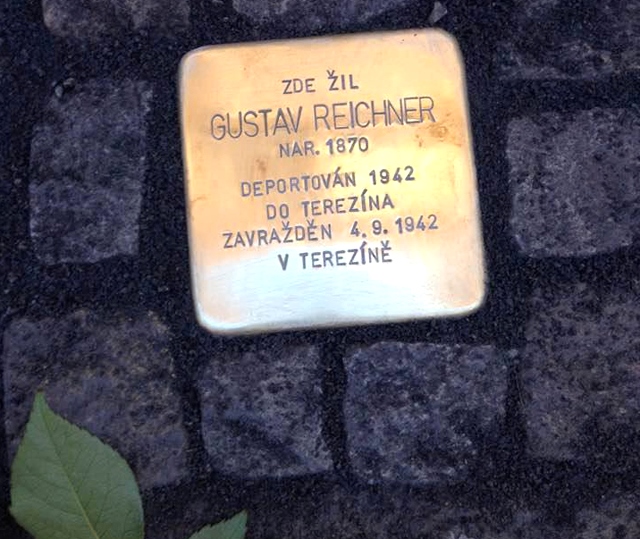 ZDE ŽIL
GUSTAV REICHNER
NAR. 1870
DEPORTOVÁN 1942
DO TEREZÍNA
ZAVRAŽDĚN 4.9.1942
V TEREZÍNĚ